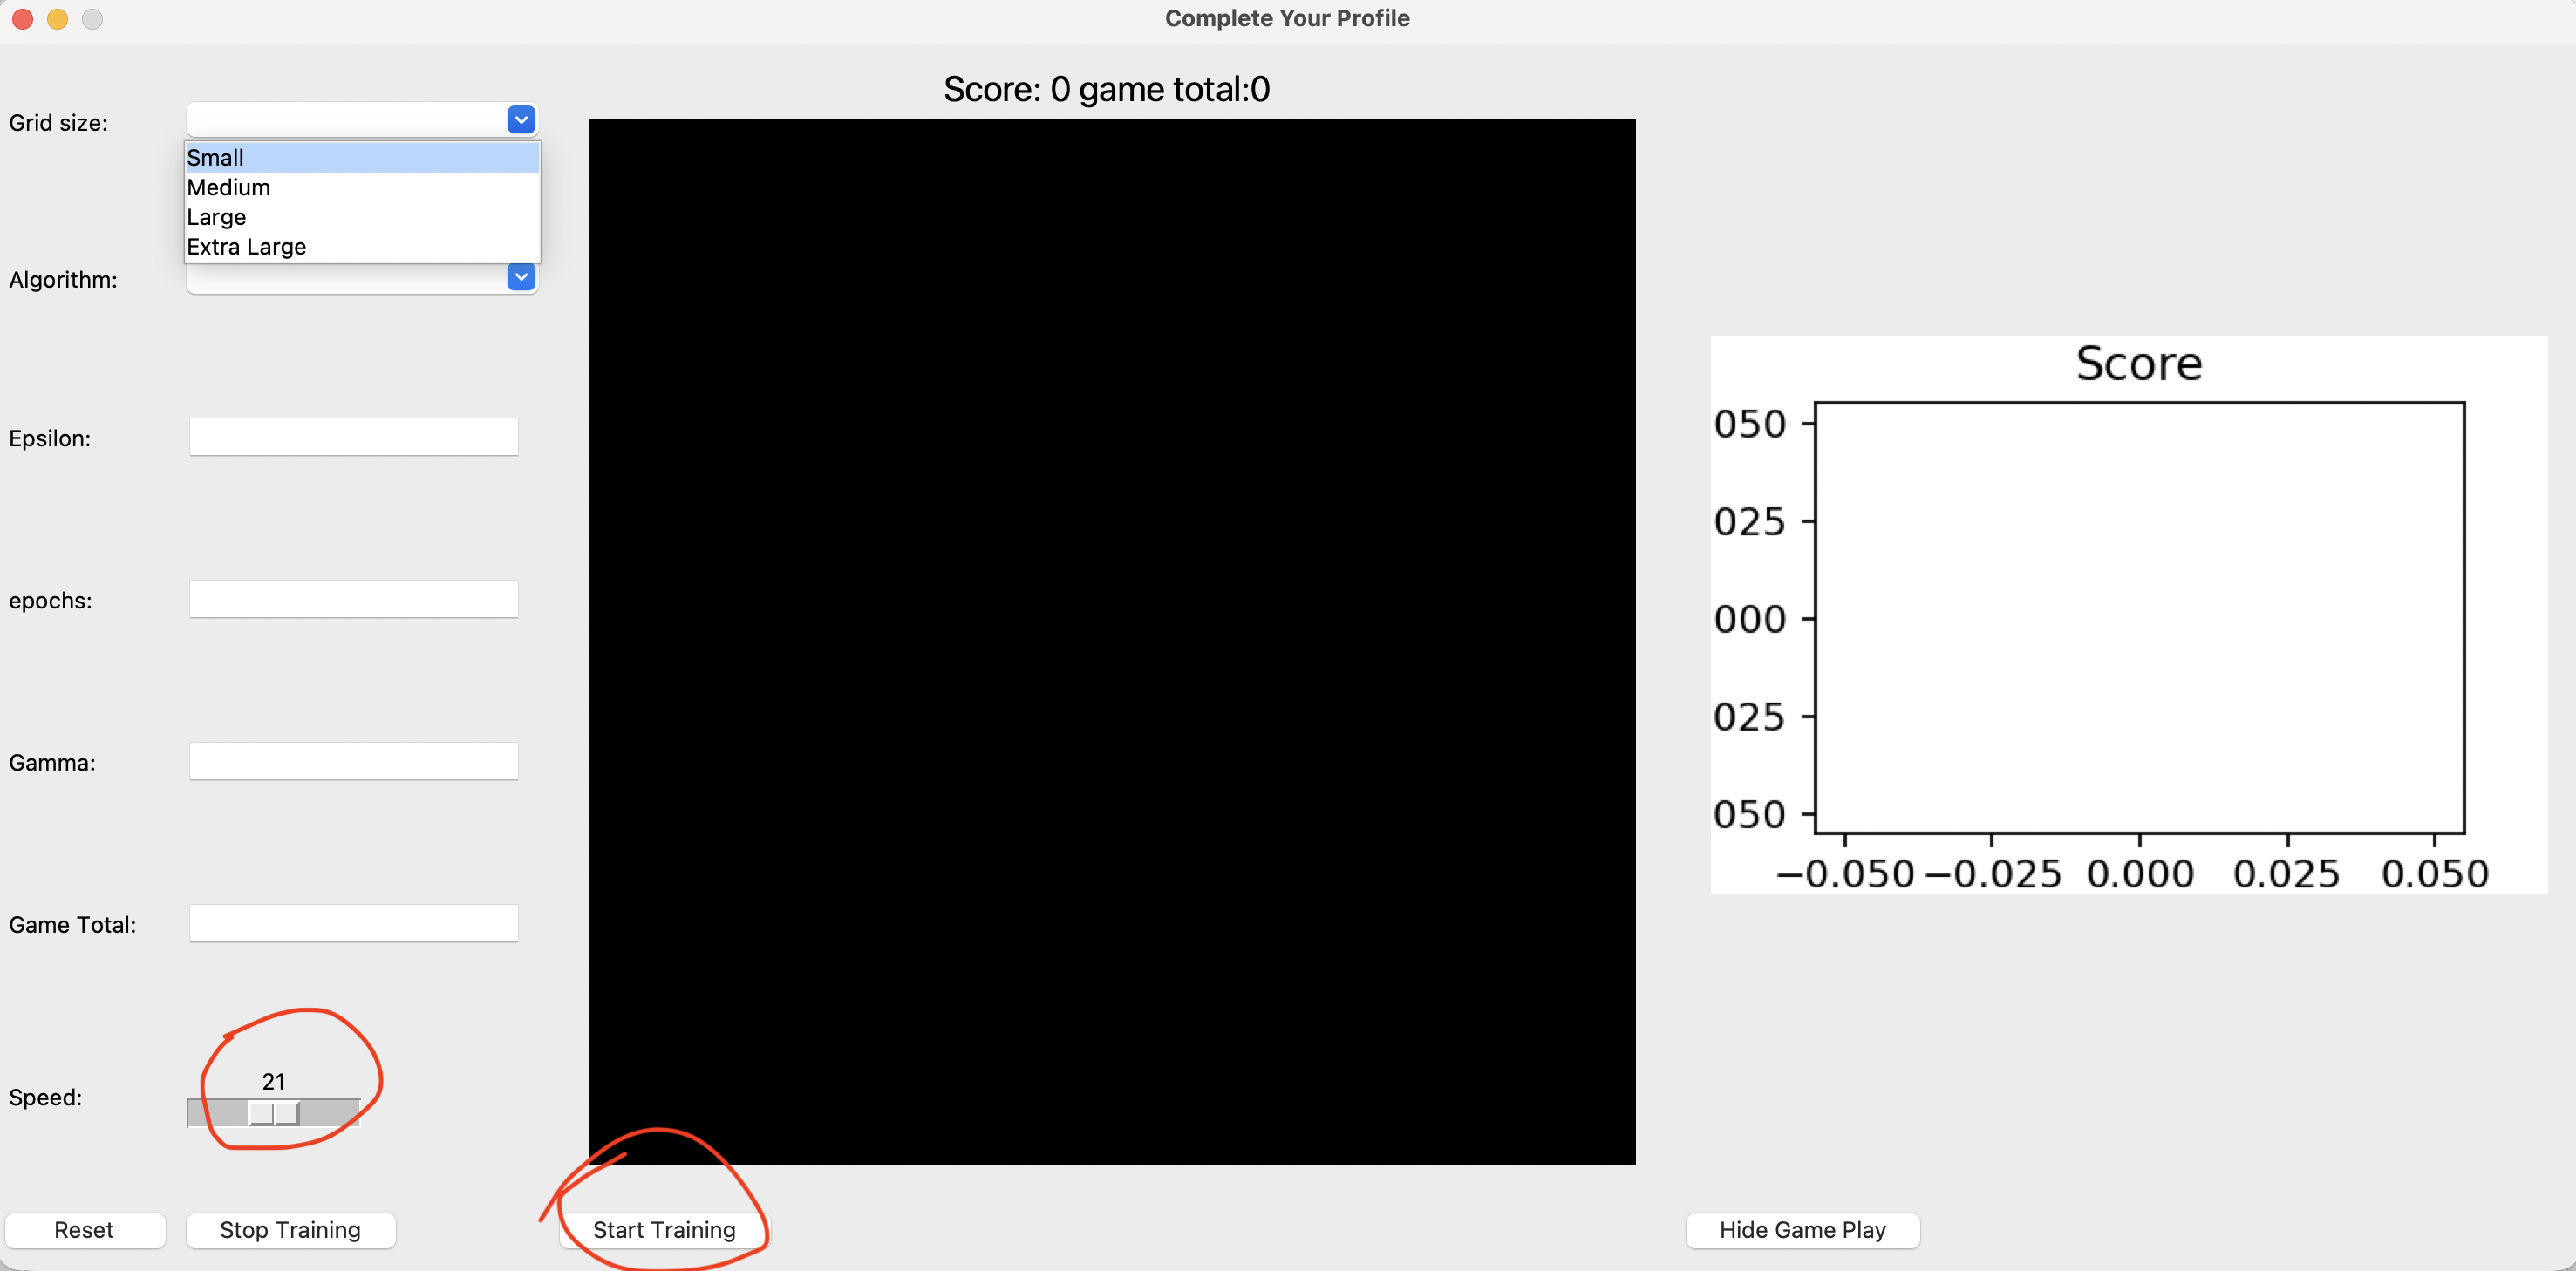 Complete Your Profile
Score: 0 game total:0
Grid size:
Small
Medium
Large
Extra Large
Algorithm:
Epsilon:
epochs:
Gamma:
Game Total:
Speed:
21
Score
050
025
000
025
050
−0.050 −0.025 0.000 0.025 0.050
Reset Stop Training Start Training Hide Game Play